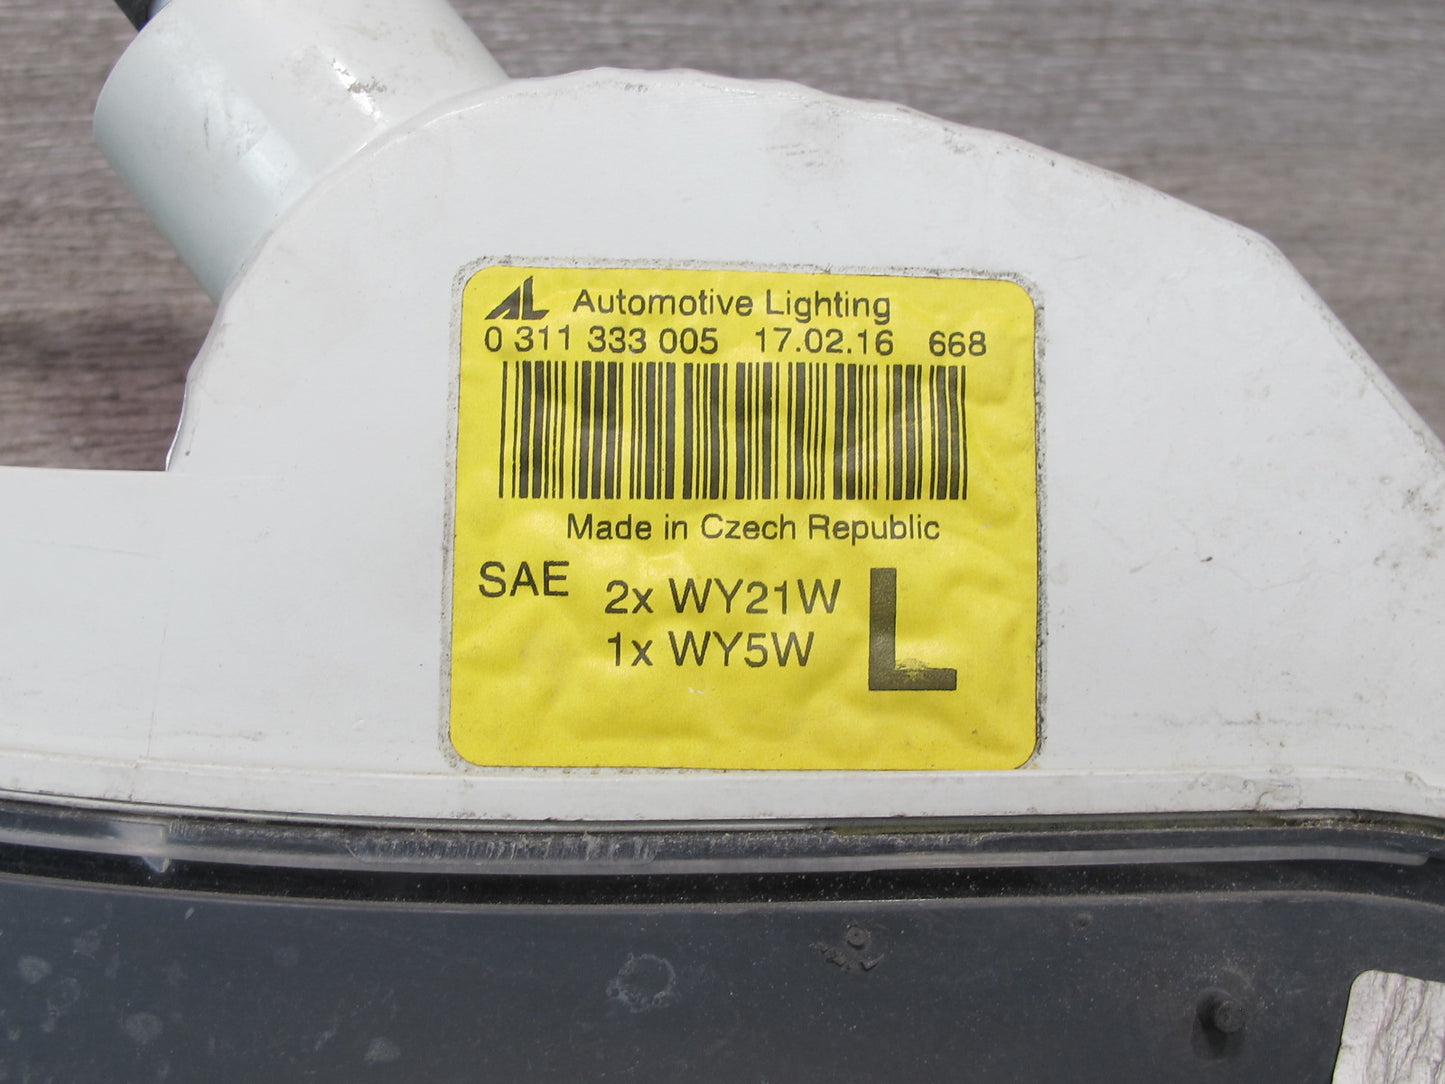 AL Automotive Lighting
0 311 333 005 17.02.16 668
Made in Czech Republic
SAE 2x WY21W
1x WY5W
L